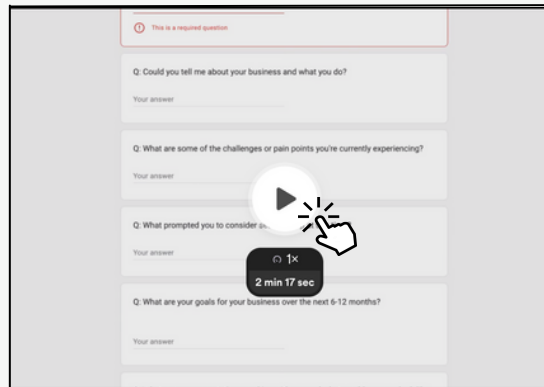 This is a required question
Q: Could you tell me about your business and what you do?
Your answer
Q: What are some of the challenges or pain points you're currently experiencing?
Your answer
Q: What prompted you to consider
Your answer
1×
2 min 17 sec
Q: What are your goals for your business over the next 6-12 months?
Your answer